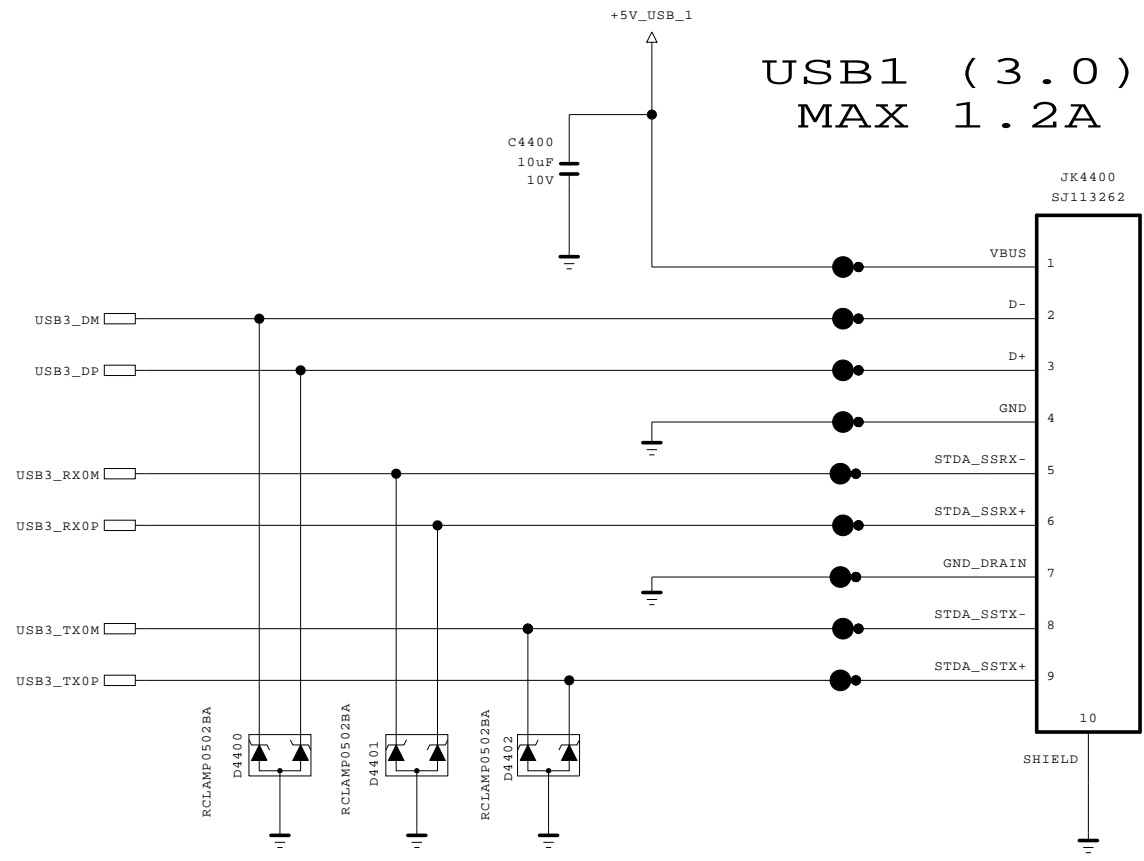 +5V_USB_1
USB1 (3.0)
MAX 1.2A
C4400
10uF
10V
JK4400
SJ113262
VBUS 1
USB3_DM D- 2
USB3_DP D+ 3
GND 4
USB3_RX0M STDA_SSRX- 5
USB3_RX0P STDA_SSRX+ 6
GND_DRAIN 7
USB3_TX0M STDA_SSTX- 8
USB3_TX0P STDA_SSTX+ 9
10
SHIELD
RCLAMP0502BA
D4400
RCLAMP0502BA
D4401
RCLAMP0502BA
D4402